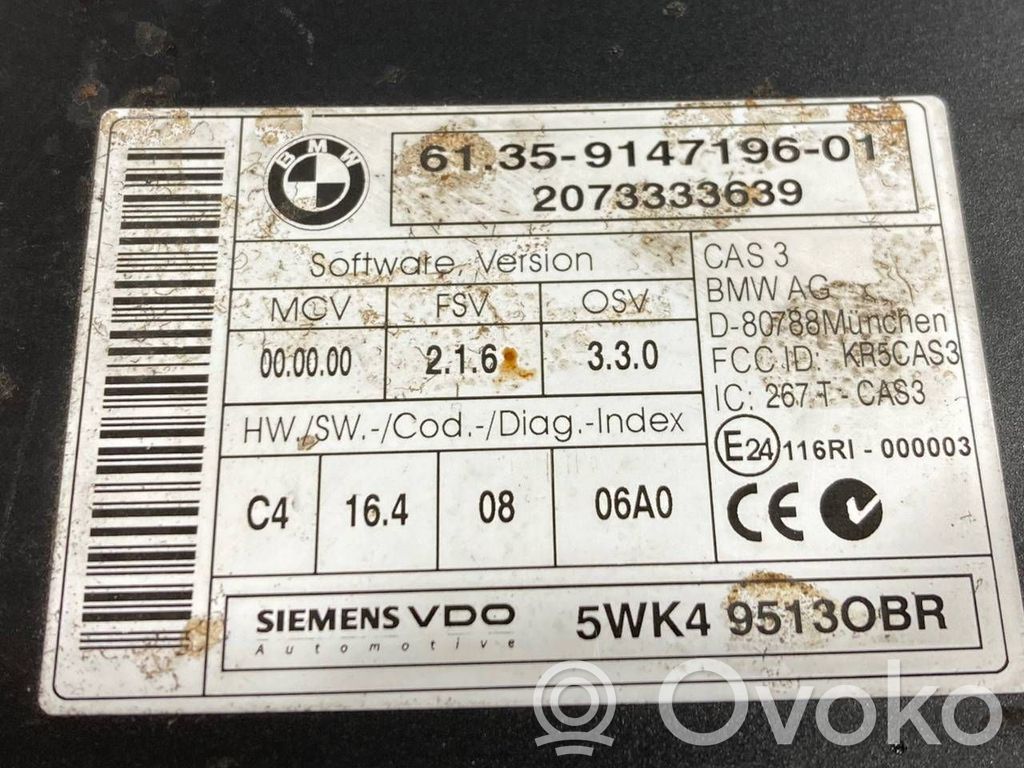 BMW
61.35-9147196-01
2073333639
Software, Version
MCV FSV OSV
00.00.00 2.1.6 3.3.0
HW./SW.-/Cod.-/Diag.-Index
C4 16.4 08 06A0
CAS 3
BMW AG
D-80788München
FCC.ID: KR5CAS3
IC: 267 T - CAS3
E24 116RI - 000003
CE
SIEMENS VDO
Automotive
5WK4 9513OBR
Ovoko